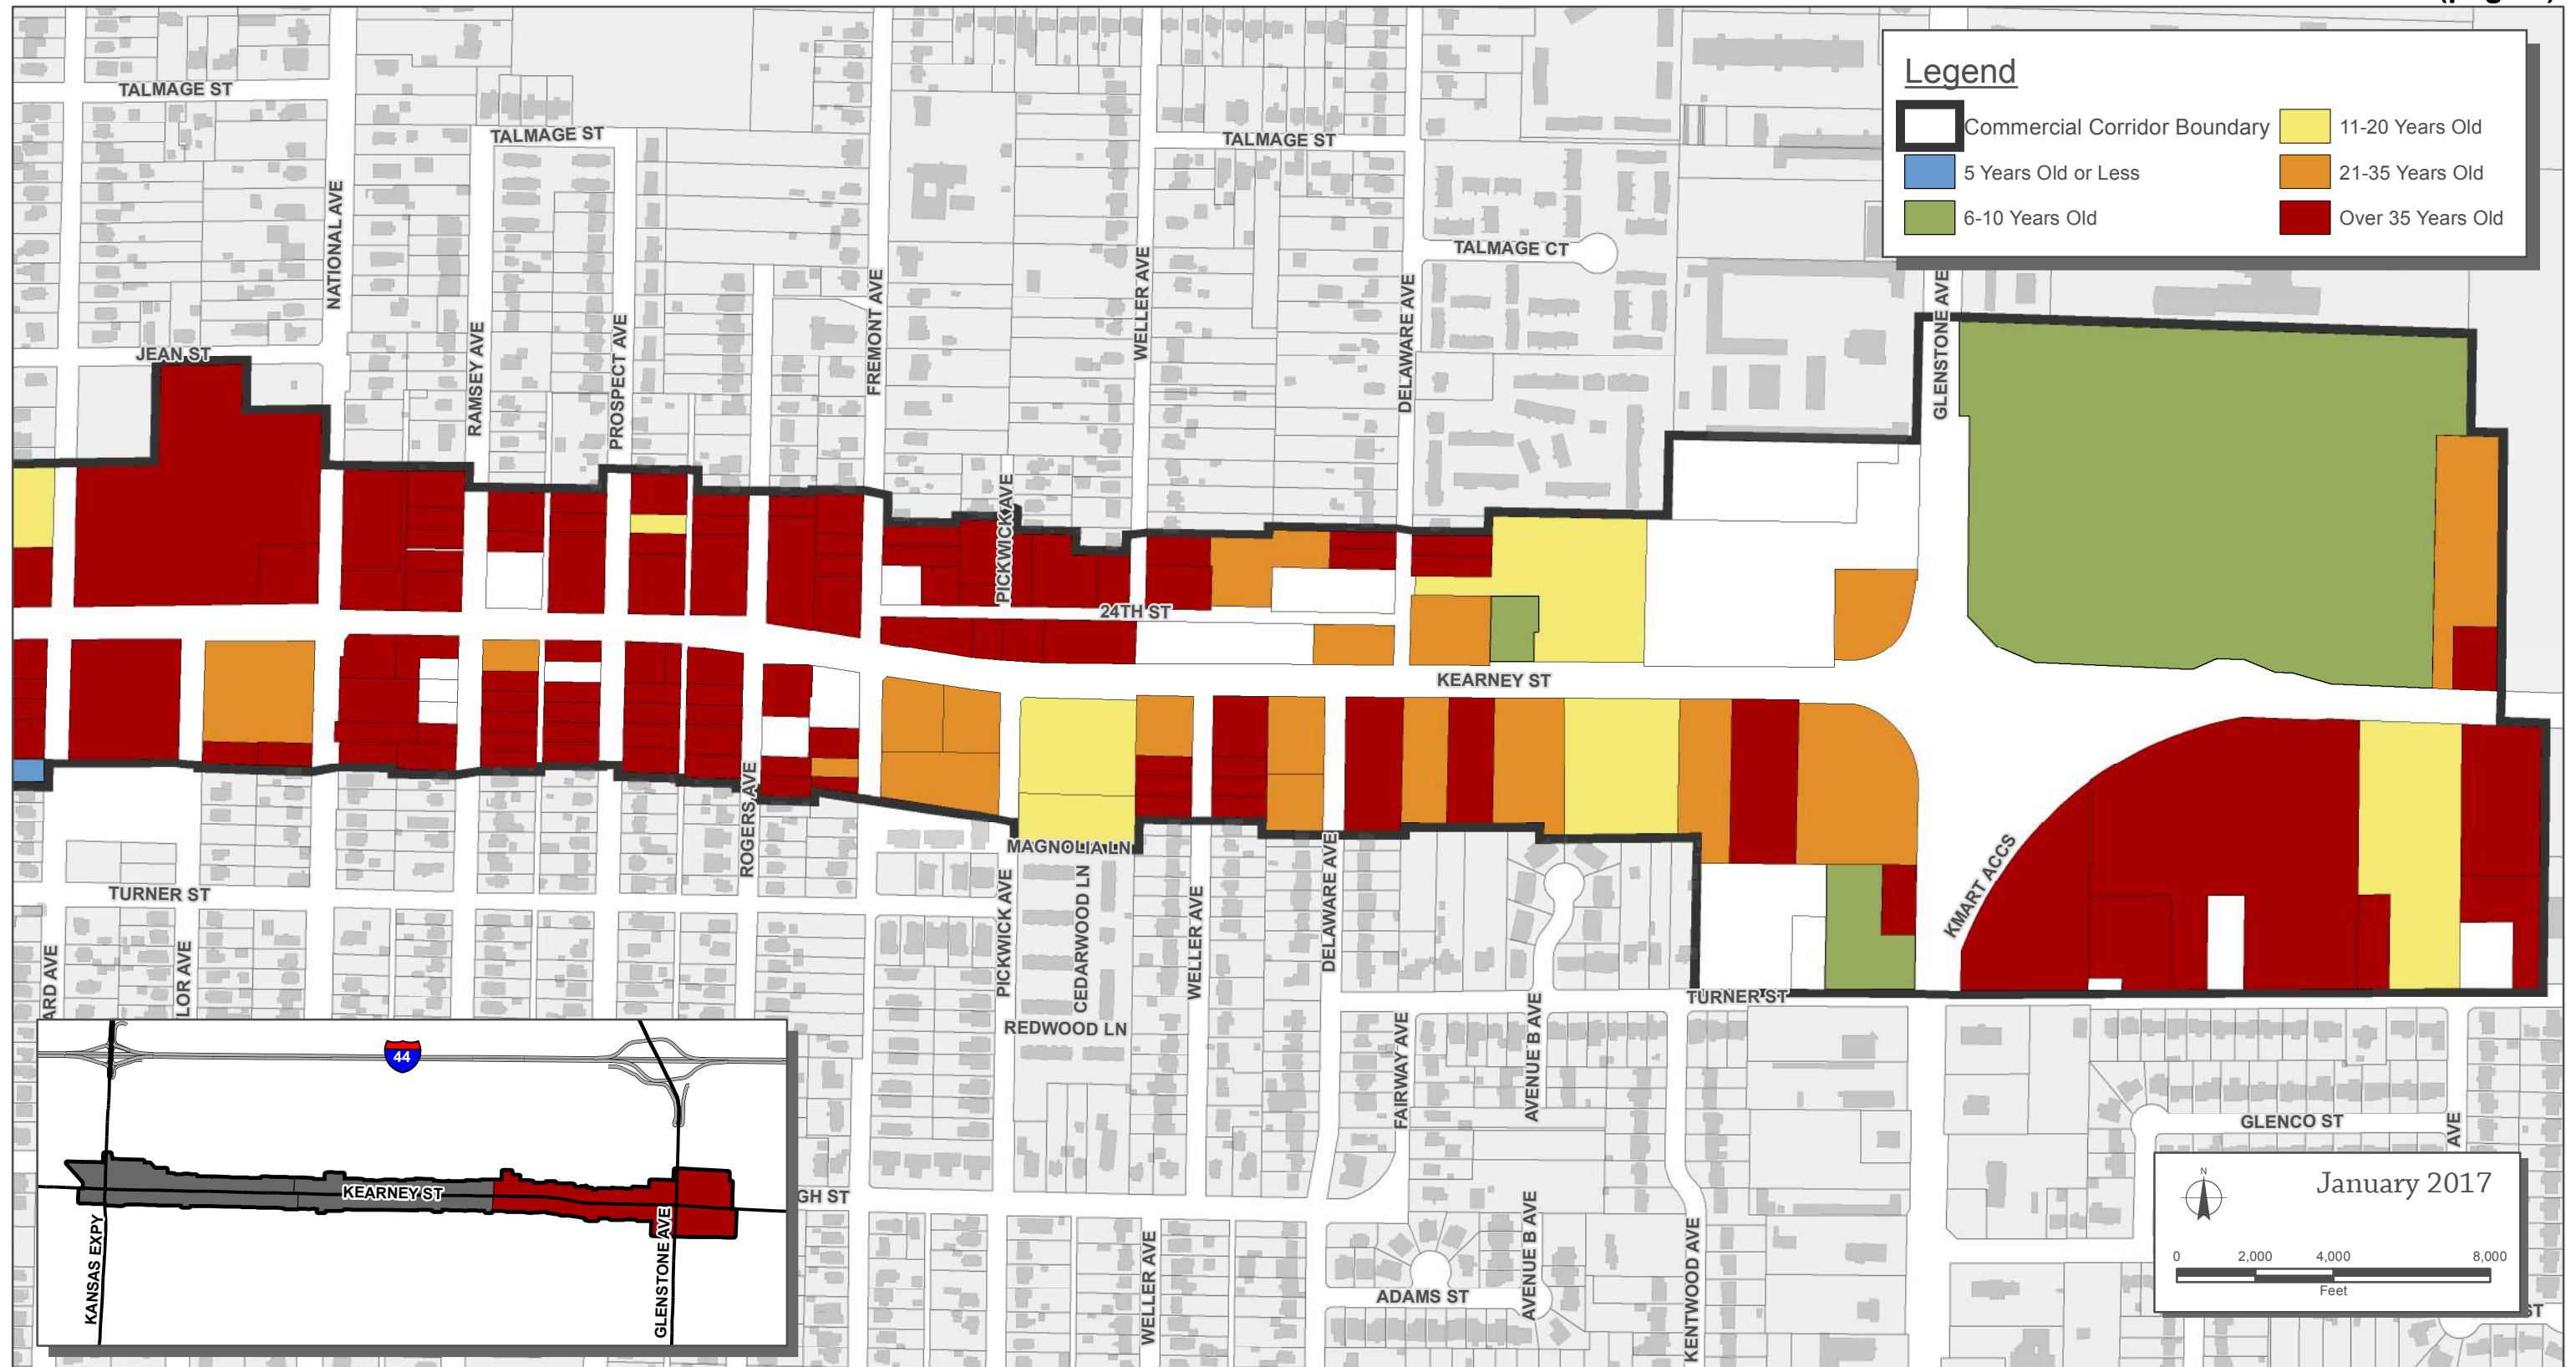 Legend
Commercial Corridor Boundary
5 Years Old or Less
6-10 Years Old
11-20 Years Old
21-35 Years Old
Over 35 Years Old
TALMAGE ST
TALMAGE ST
TALMAGE ST
TALMAGE CT
NATIONAL AVE
JEAN ST
RAMSEY AVE
PROSPECT AVE
FREMONT AVE
WELLER AVE
DELAWARE AVE
GLENSTONE AVE
PICKWICK AVE
24TH ST
KEARNEY ST
ROGERS AVE
MAGNOLIA LN
KMART ACCS
TURNER ST
ARD AVE
LOR AVE
PICKWICK AVE
CEDARWOOD LN
WELLER AVE
DELAWARE AVE
TURNER ST
REDWOOD LN
FAIRWAY AVE
AVENUE B AVE
GLENCO ST
AVE
GH ST
WELLER AVE
AVENUE B AVE
KENTWOOD AVE
ADAMS ST
ST
44
KEARNEY ST
KANSAS EXPY
GLENSTONE AVE
N
January 2017
0 2,000 4,000 8,000
Feet